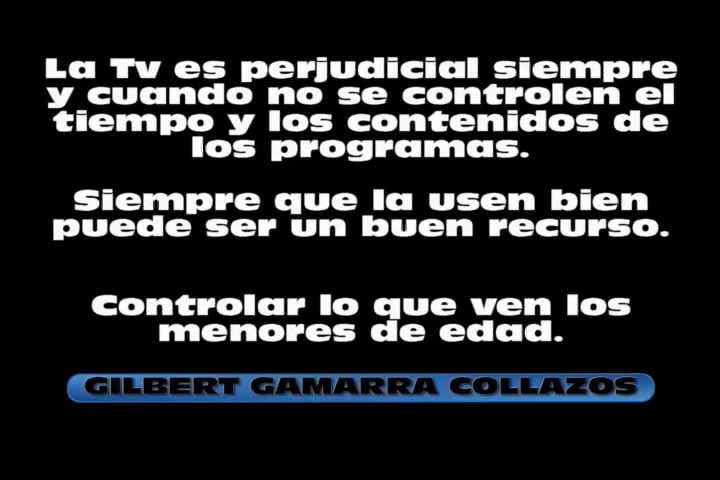 La Tv es perjudicial siempre
y cuando no se controlen el
tiempo y los contenidos de
los programas.
Siempre que la usen bien
puede ser un buen recurso.
Controlar lo que ven los
menores de edad.
GILBERT GAMARRA COLLAZOS